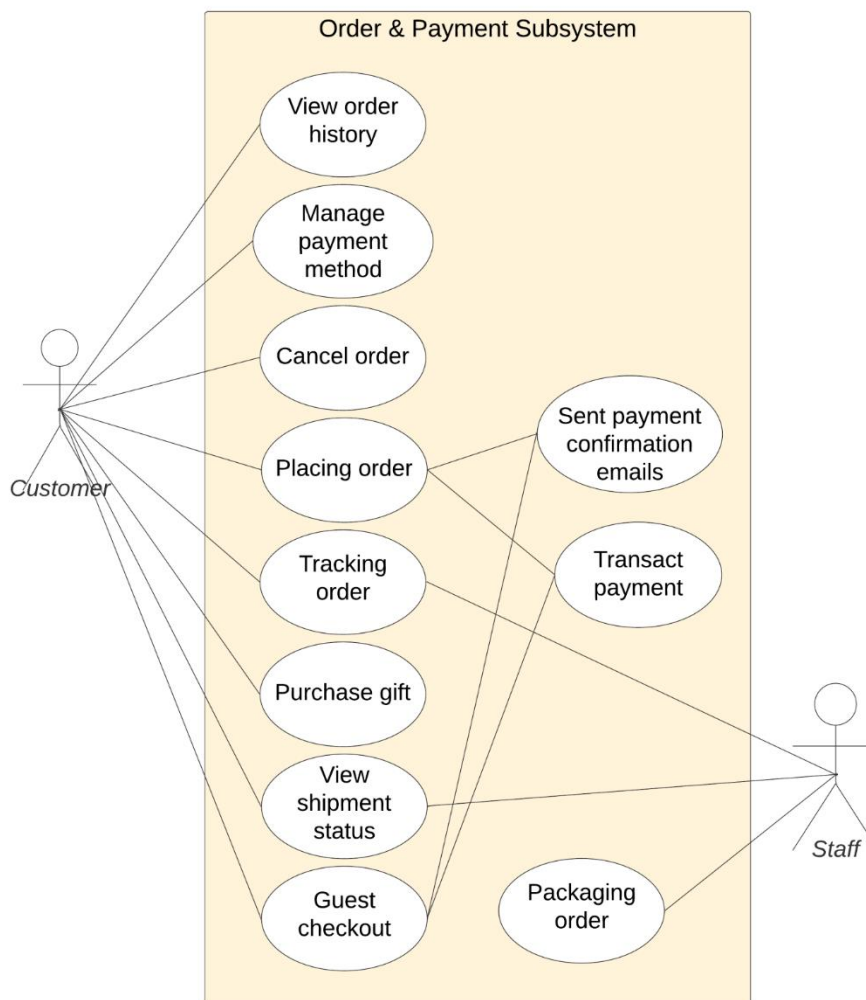 Order & Payment Subsystem
View order
history
Manage
payment
method
Cancel order
Sent payment
confirmation
emails
Placing order
Customer
Tracking
order
Transact
payment
Purchase gift
View
shipment
status
Staff
Guest
checkout
Packaging
order